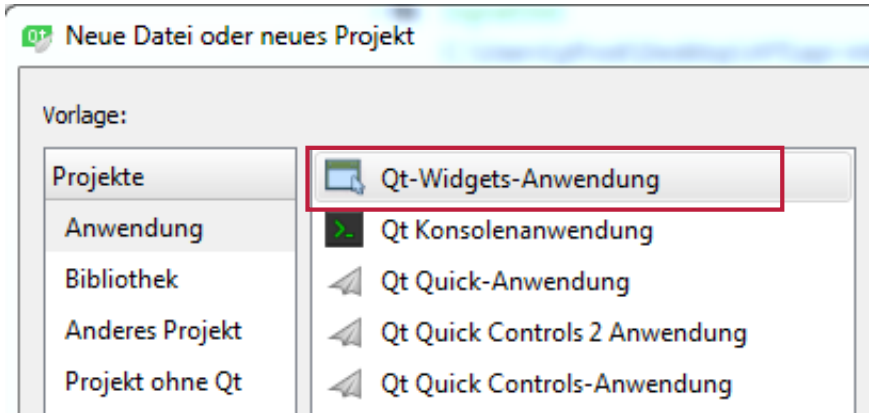 Neue Datei oder neues Projekt
Vorlage:
Projekte
Anwendung
Bibliothek
Anderes Projekt
Projekt ohne Qt
Qt-Widgets-Anwendung
Qt Konsolenanwendung
Qt Quick-Anwendung
Qt Quick Controls 2 Anwendung
Qt Quick Controls-Anwendung